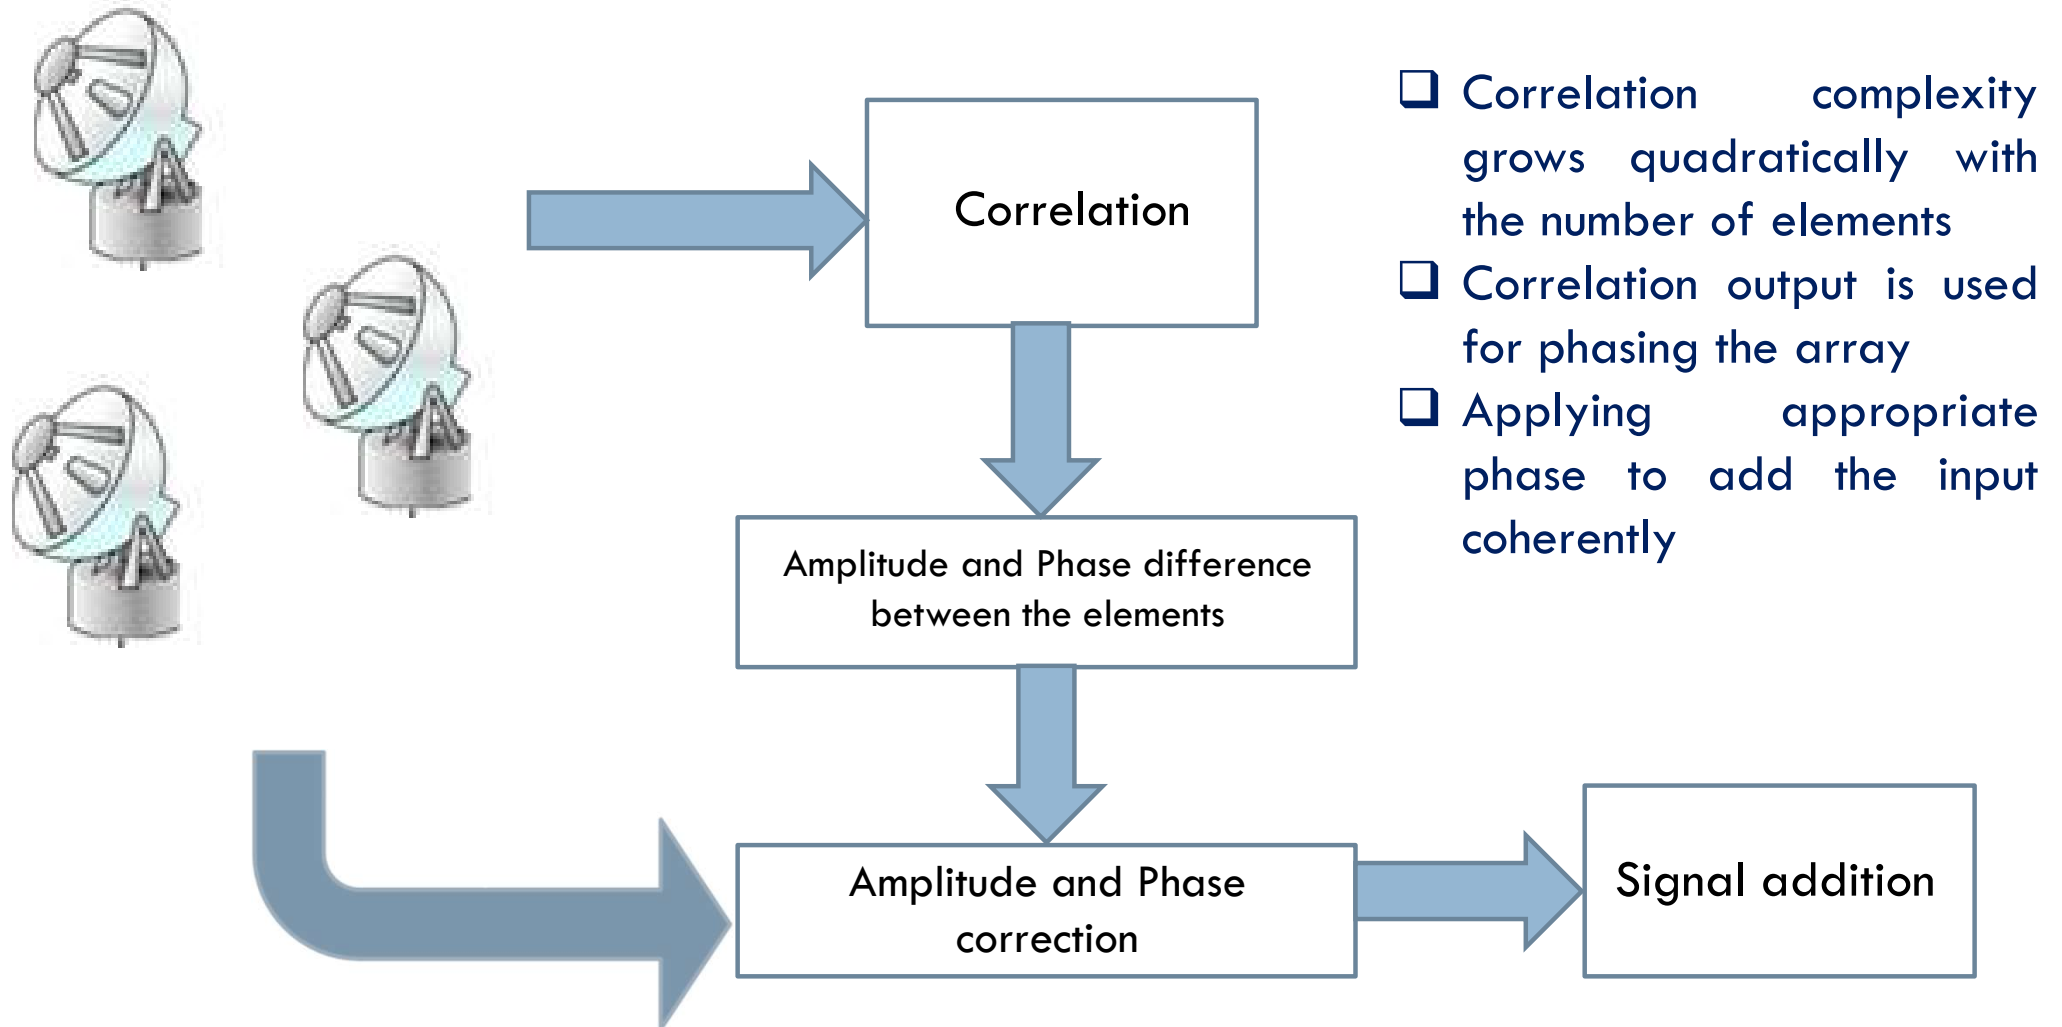 Correlation
Amplitude and Phase difference
between the elements
Amplitude and Phase
correction
Signal addition
Correlation complexity
grows quadratically with
the number of elements
Correlation output is used
for phasing the array
Applying appropriate
phase to add the input
coherently